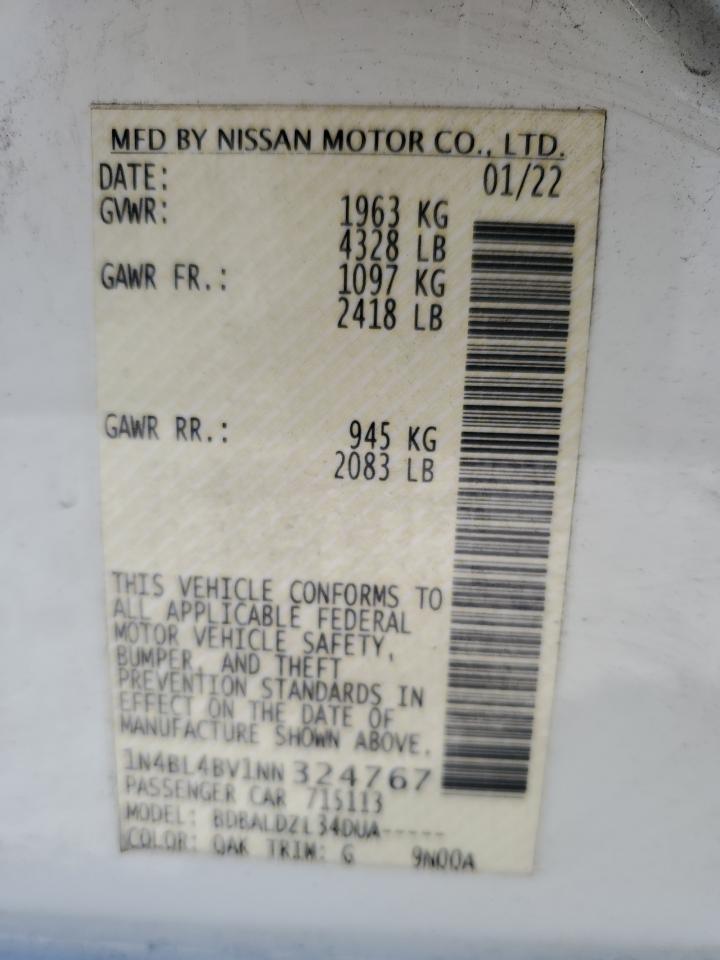 MFD BY NISSAN MOTOR CO., LTD.
DATE: 01/22
GVWR: 1963 KG
4328 LB
GAWR FR.: 1097 KG
2418 LB
GAWR RR.: 945 KG
2083 LB
THIS VEHICLE CONFORMS TO
ALL APPLICABLE FEDERAL
MOTOR VEHICLE SAFETY,
BUMPER, AND THEFT
PREVENTION STANDARDS IN
EFFECT ON THE DATE OF
MANUFACTURE SHOWN ABOVE.
1N4BL4BV1NN324767
PASSENGER CAR 715113
MODEL: BDBALDZL34DUA-----
COLOR: QAK TRIM: G 9N00A